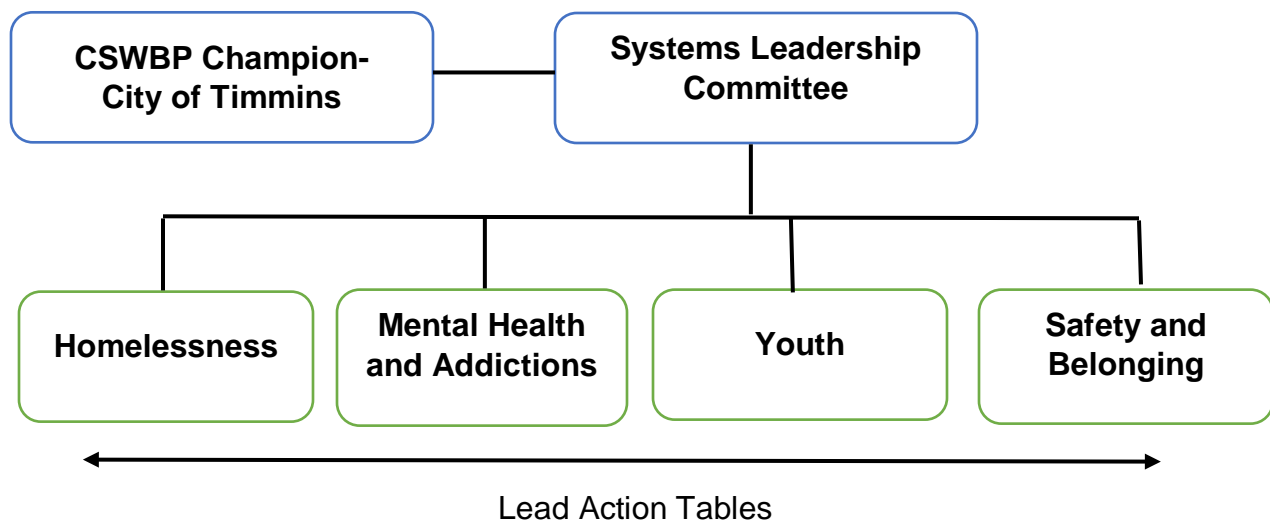 CSWBP Champion-
City of Timmins
Systems Leadership
Committee
Homelessness
Mental Health
and Addictions
Youth
Safety and
Belonging
Lead Action Tables